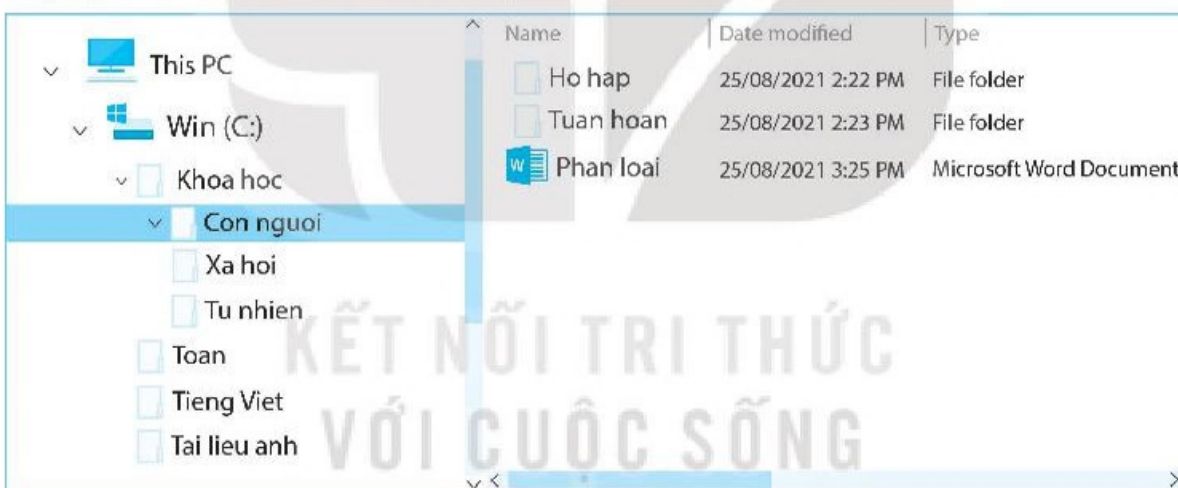 This PC
Win (C:)
Khoa hoc
Con nguoi
Xa hoi
Tu nhien
Toan
Tieng Viet
Tai lieu anh
Name Date modified Type
Ho hap 25/08/2021 2:22 PM File folder
Tuan hoan 25/08/2021 2:23 PM File folder
W Phan loai 25/08/2021 3:25 PM Microsoft Word Document
KẾT NỐI TRI THỨC
VỚI CUỘC SỐNG